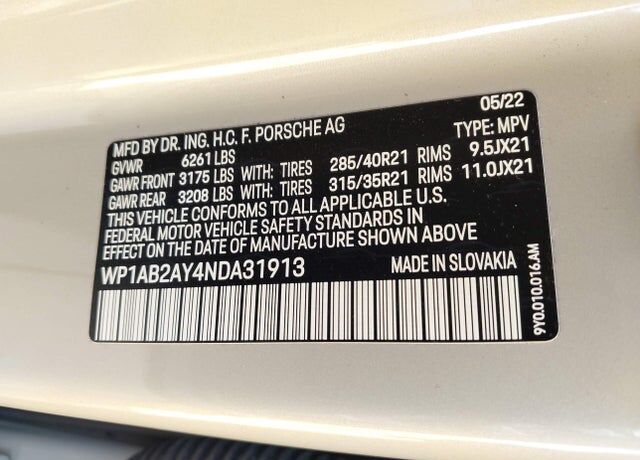 05/22
MFD BY DR. ING. H.C. F. PORSCHE AG TYPE: MPV
GVWR 6261 LBS
GAWR FRONT 3175 LBS WITH: TIRES 285/40R21 RIMS 9.5JX21
GAWR REAR 3208 LBS WITH: TIRES 315/35R21 RIMS 11.0JX21
THIS VEHICLE CONFORMS TO ALL APPLICABLE U.S.
FEDERAL MOTOR VEHICLE SAFETY STANDARDS IN
EFFECT ON THE DATE OF MANUFACTURE SHOWN ABOVE
WP1AB2AY4NDA31913 MADE IN SLOVAKIA
9Y0.010.016.AM